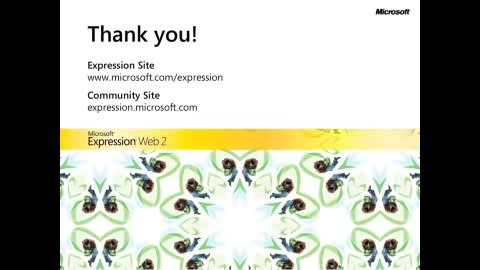 Microsoft
Thank you!
Expression Site
www.microsoft.com/expression
Community Site
expression.microsoft.com
Microsoft
Expression Web 2